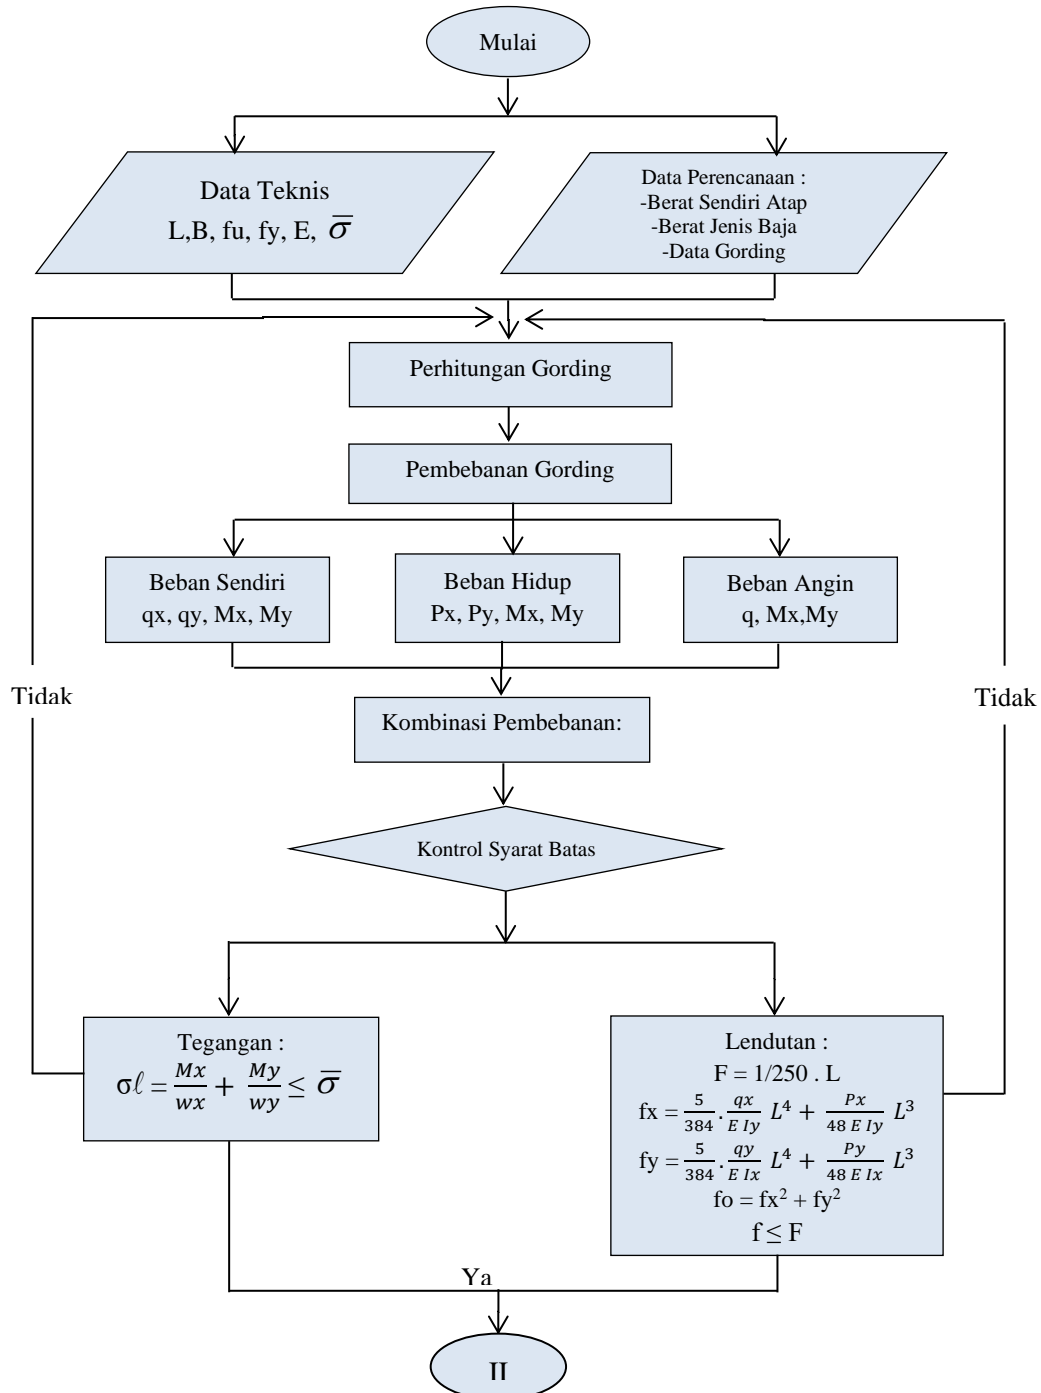 Mulai
Data Teknis
L,B, fu, fy, E, σ̅
Data Perencanaan :
-Berat Sendiri Atap
-Berat Jenis Baja
-Data Gording
Perhitungan Gording
Pembebanan Gording
Beban Sendiri
qx, qy, Mx, My
Beban Hidup
Px, Py, Mx, My
Beban Angin
q, Mx,My
Tidak
Tidak
Kombinasi Pembebanan:
Kontrol Syarat Batas
Tegangan :
σℓ = Mx/wx + My/wy ≤ σ̅
Lendutan :
F = 1/250 . L
fx = 5/384 . qx/E Iy L⁴ + Px/48 E Iy L³
fy = 5/384 . qy/E Ix L⁴ + Py/48 E Ix L³
fo = fx² + fy²
f ≤ F
Ya
II